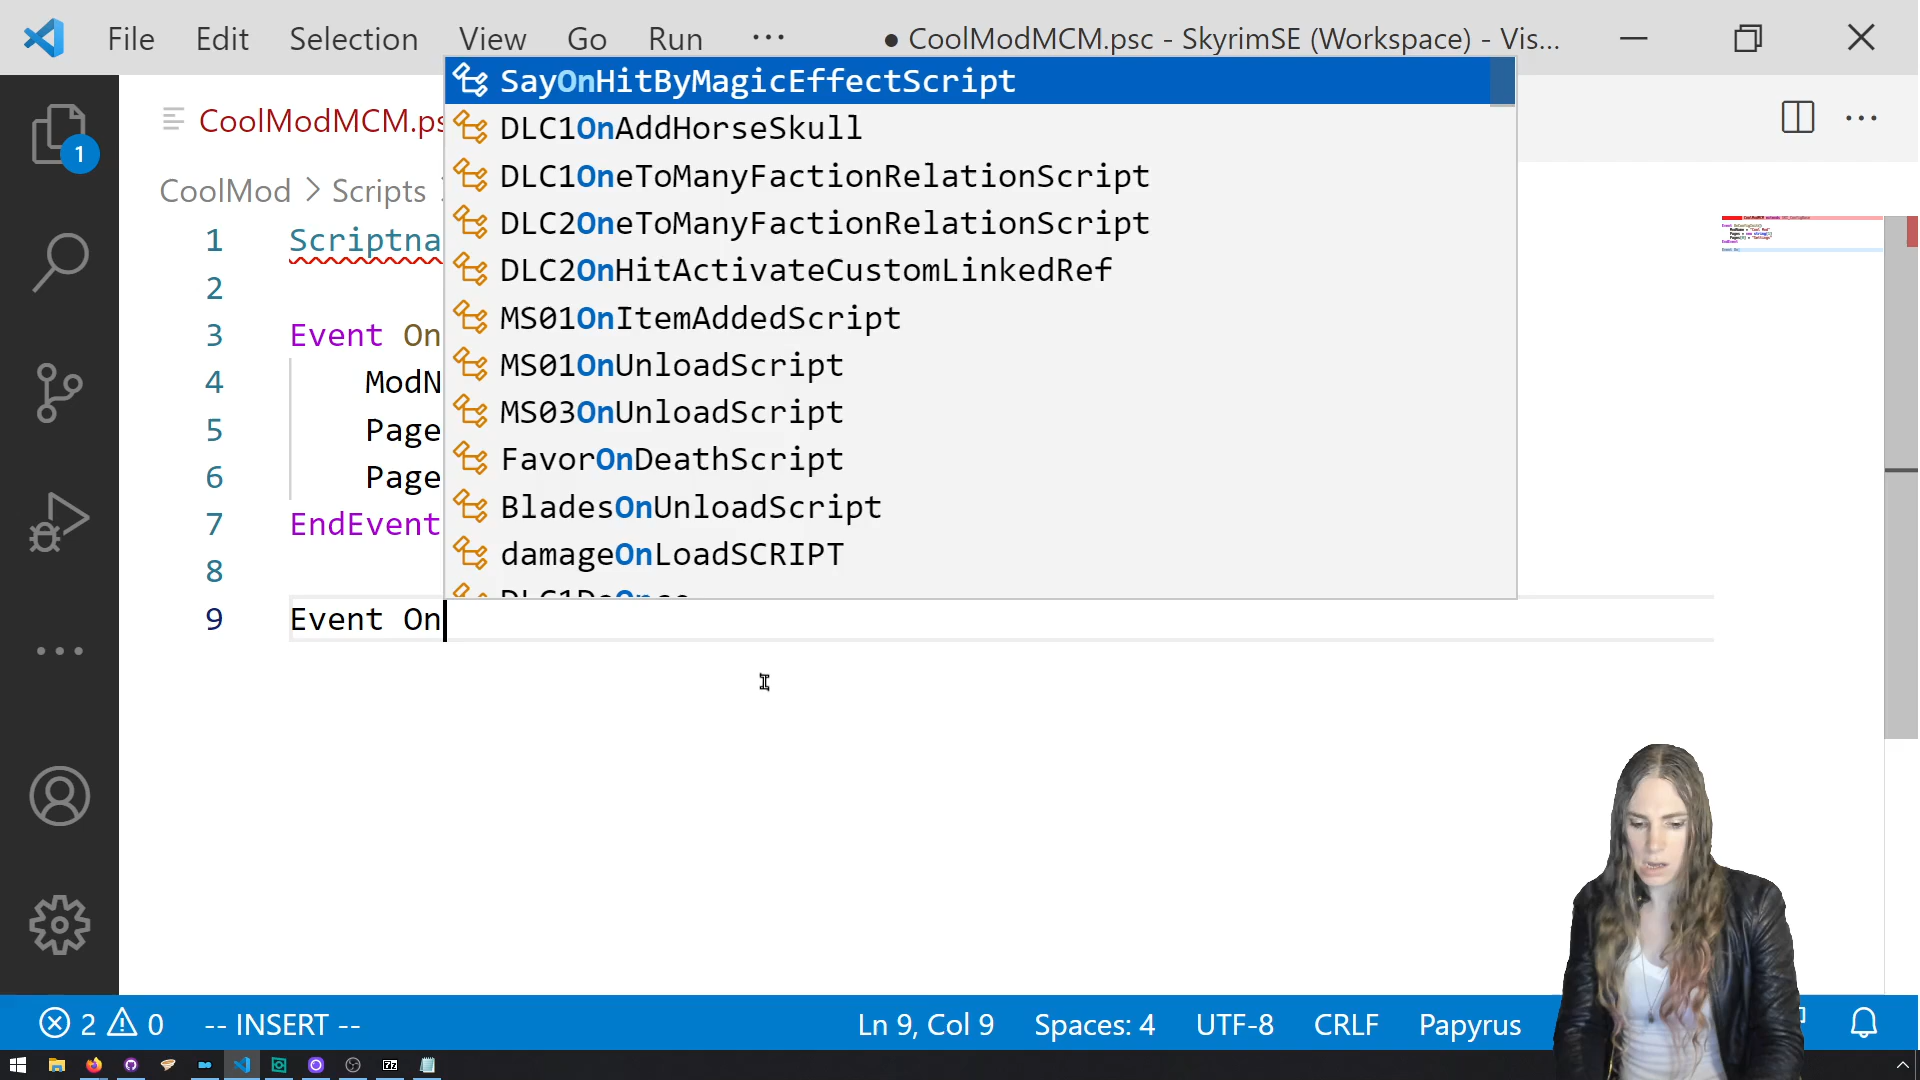 File Edit Selection View Go Run ··· ● CoolModMCM.psc - SkyrimSE (Workspace) - Vis...
CoolModMCM.ps
1
CoolMod > Scripts
SayOnHitByMagicEffectScript
DLC1OnAddHorseSkull
DLC1OneToManyFactionRelationScript
DLC2OneToManyFactionRelationScript
DLC2OnHitActivateCustomLinkedRef
MS01OnItemAddedScript
MS01OnUnloadScript
MS03OnUnloadScript
FavorOnDeathScript
BladesOnUnloadScript
damageOnLoadSCRIPT
1 Scriptna
2
3 Event On
4 ModN
5 Page
6 Page
7 EndEvent
8
9 Event On
2 0 -- INSERT -- Ln 9, Col 9 Spaces: 4 UTF-8 CRLF Papyrus